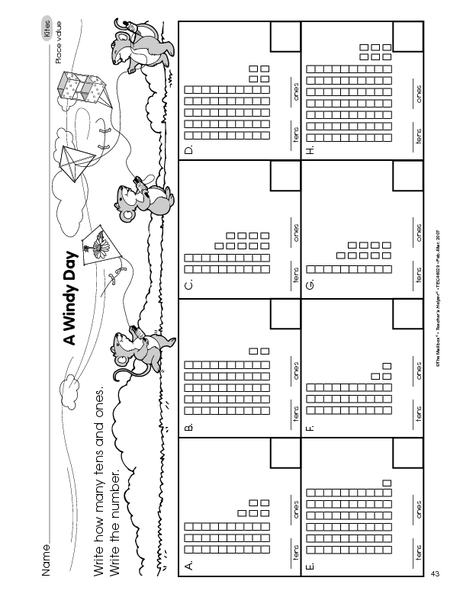 Name
Kites
Place value
A Windy Day
Write how many tens and ones.
Write the number.
A.
tens ones
B.
tens ones
C.
tens ones
D.
tens ones
E.
tens ones
F.
tens ones
G.
tens ones
H.
tens ones
©The Mailbox® • Teacher's Helper® • TEC46026 • Feb./Mar. 2007
43